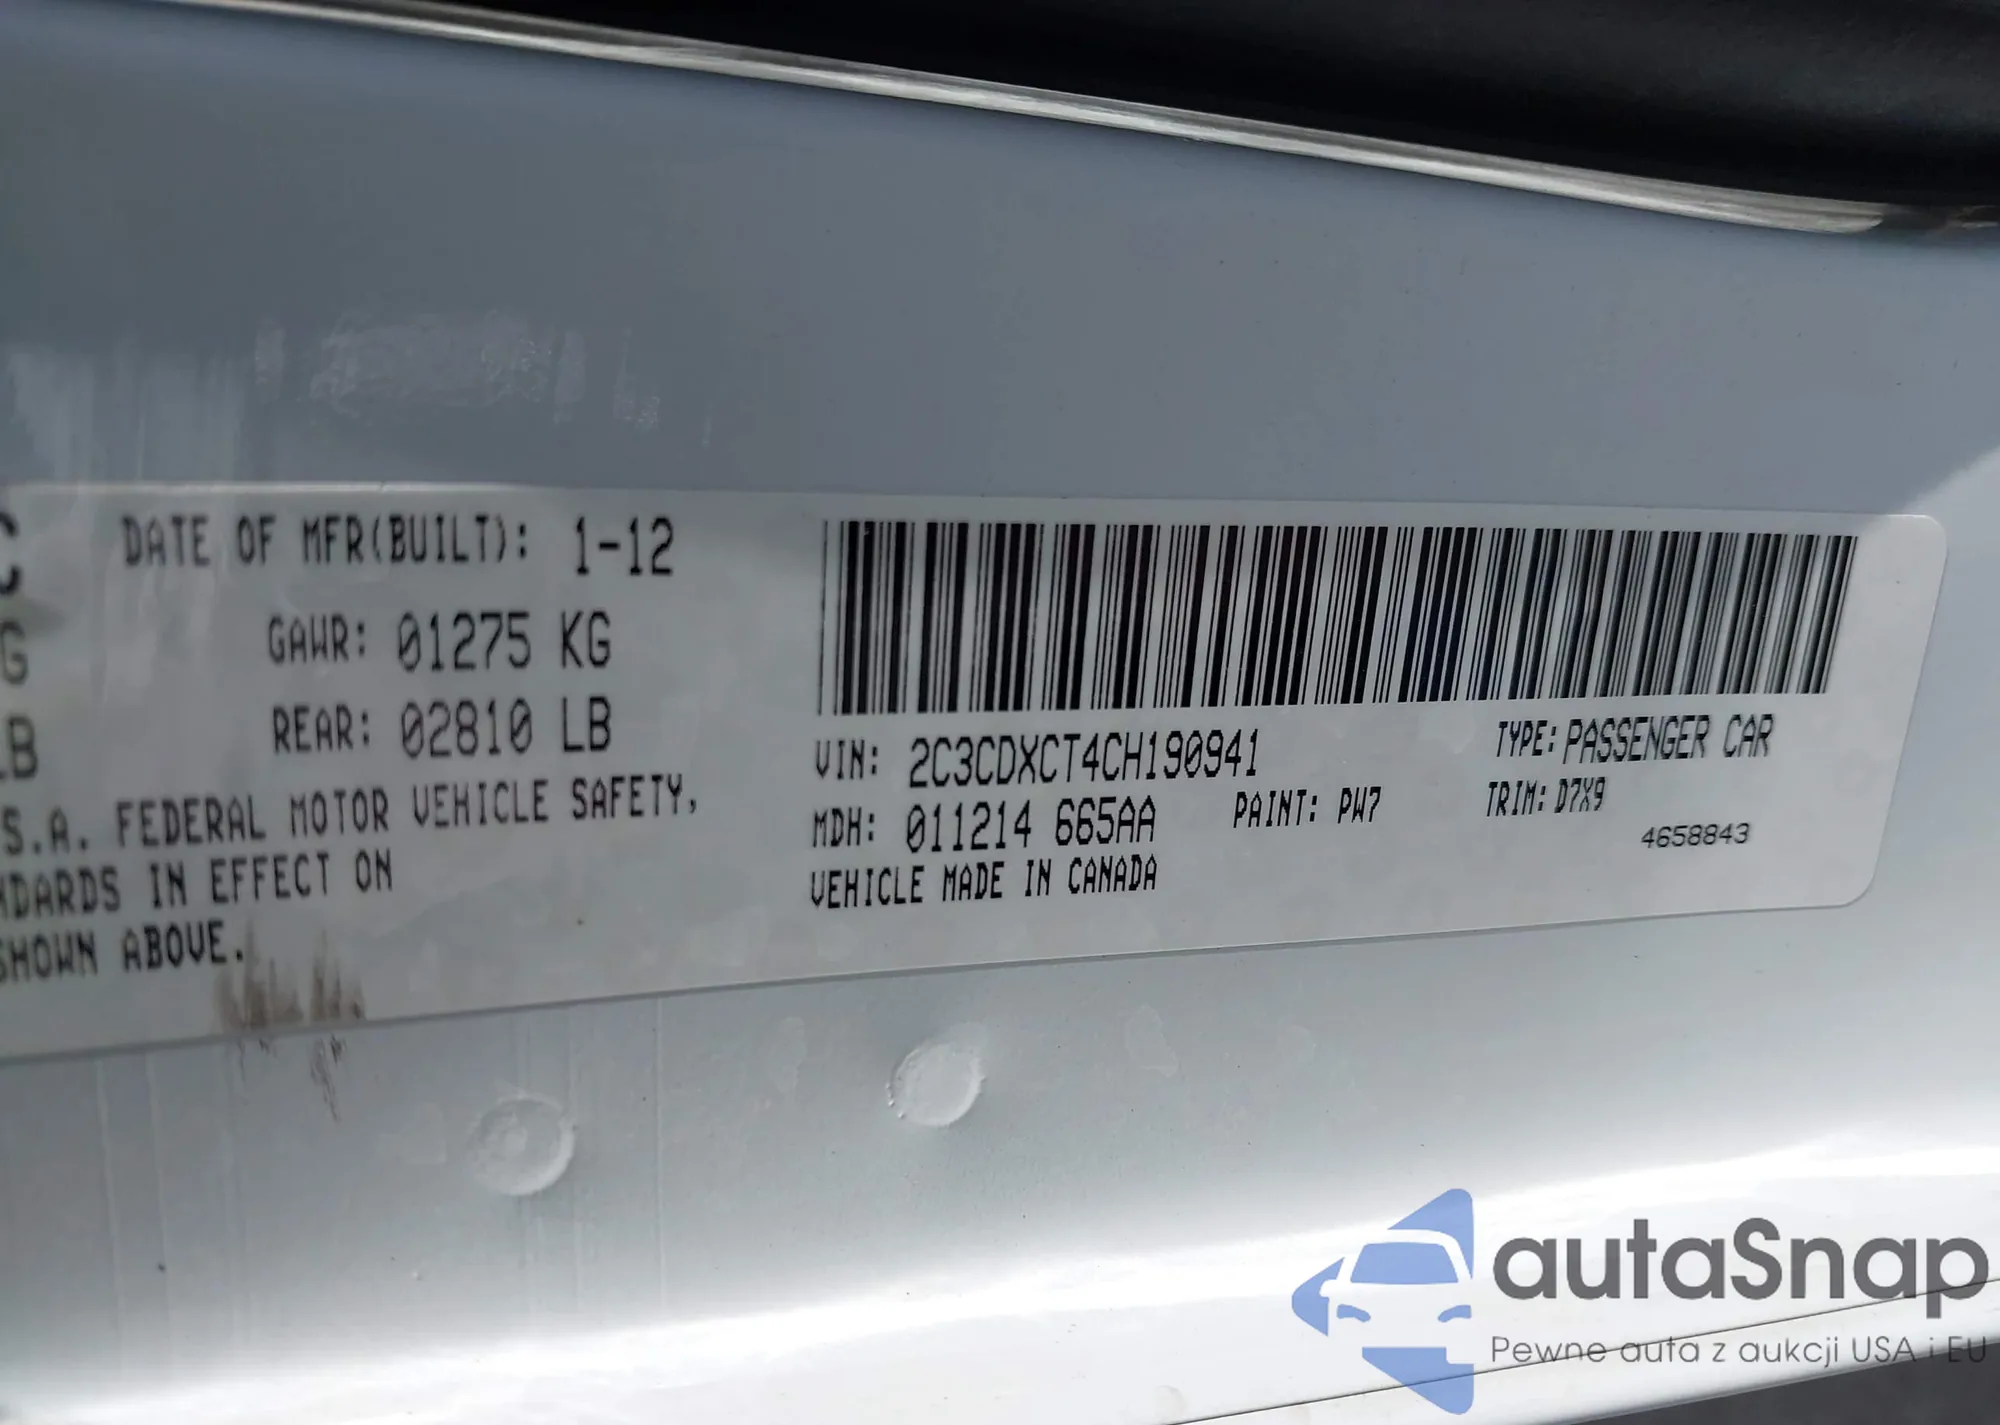 DATE OF MFR(BUILT): 1-12
G GAWR: 01275 KG
LB REAR: 02810 LB
S.A. FEDERAL MOTOR VEHICLE SAFETY,
NDARDS IN EFFECT ON
SHOWN ABOVE.
VIN: 2C3CDXCT4CH190941 TYPE: PASSENGER CAR
MDH: 011214 665AA PAINT: PW7 TRIM: D7X9
VEHICLE MADE IN CANADA 4658843
autaSnap
Pewne auta z aukcji USA i EU